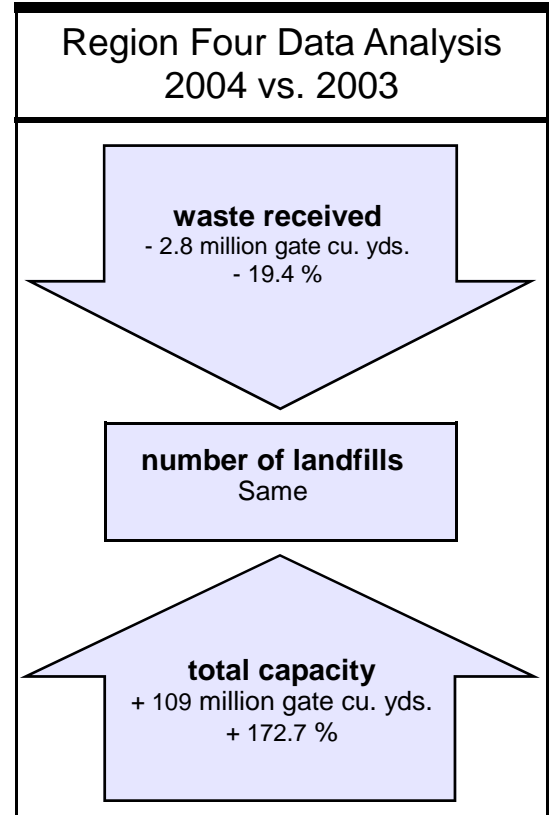 Region Four Data Analysis
2004 vs. 2003
waste received
- 2.8 million gate cu. yds.
- 19.4 %
number of landfills
Same
total capacity
+ 109 million gate cu. yds.
+ 172.7 %